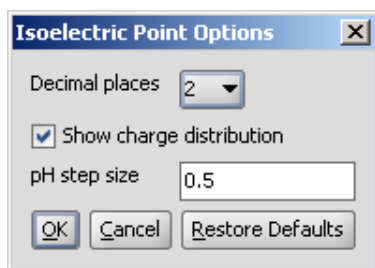 Isoelectric Point Options
Decimal places 2
Show charge distribution
pH step size 0.5
OK Cancel Restore Defaults